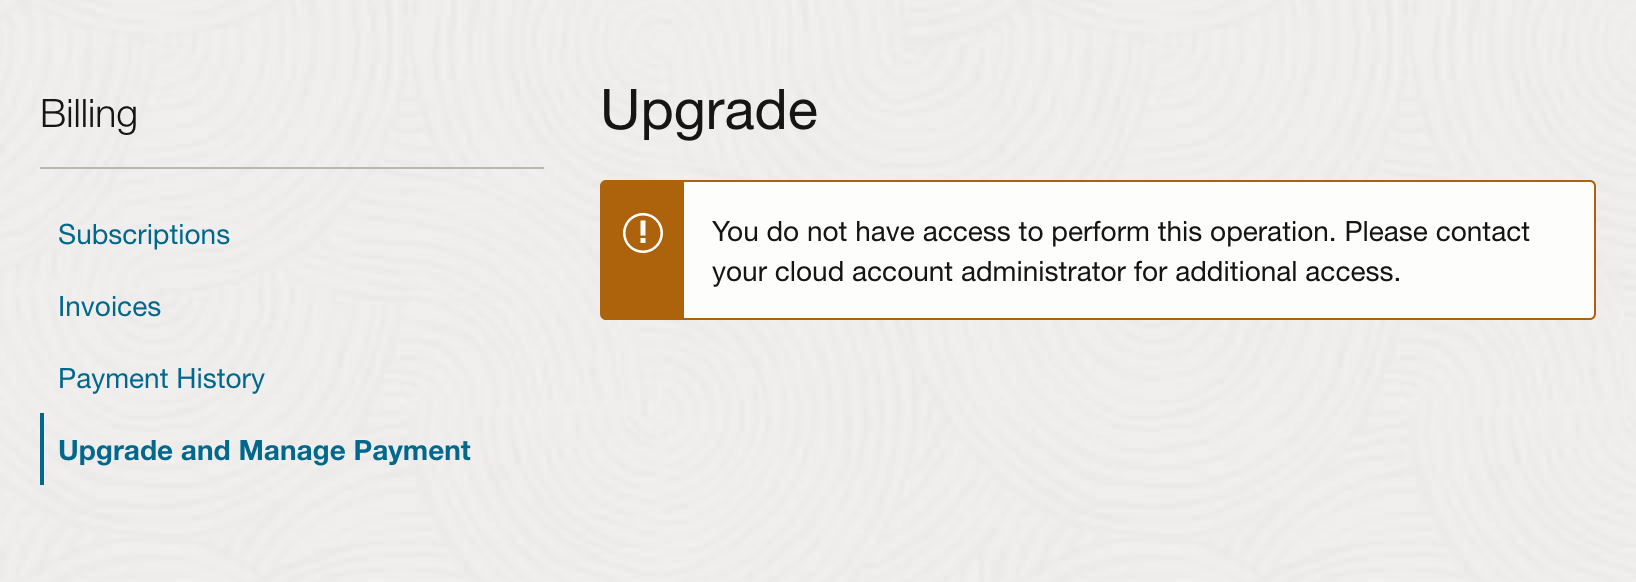 Billing
Subscriptions
Invoices
Payment History
Upgrade and Manage Payment
Upgrade
You do not have access to perform this operation. Please contact
your cloud account administrator for additional access.